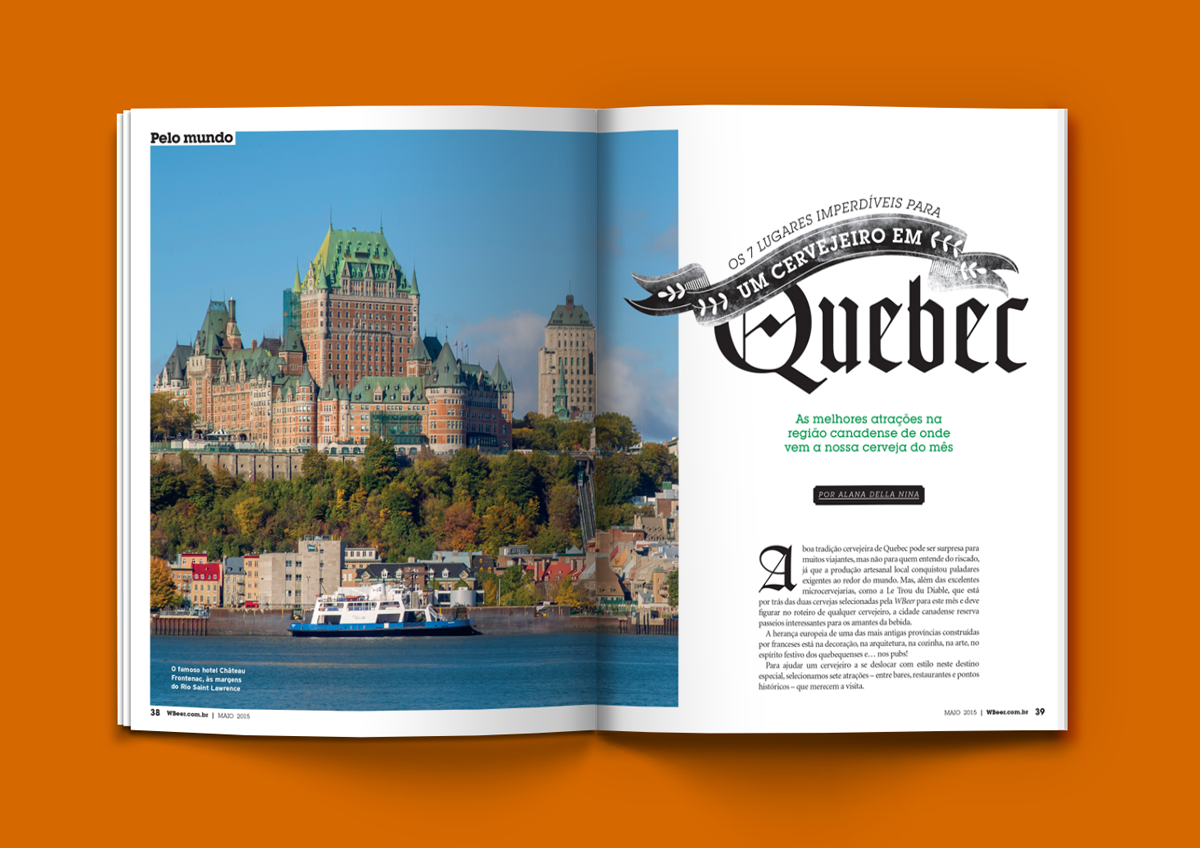 Pelo mundo
O famoso hotel Château
Frontenac, às margens
do Rio Saint Lawrence
38 WBeer.com.br | MAIO 2015
OS 7 LUGARES IMPERDÍVEIS PARA
UM CERVEJEIRO EM
Quebec
As melhores atrações na
região canadense de onde
vem a nossa cerveja do mês
POR ALANA DELLA NINA
A boa tradição cervejeira de Quebec pode ser surpresa para
muitos viajantes, mas não para quem entende do riscado,
já que a produção artesanal local conquistou paladares
exigentes ao redor do mundo. Mas, além das excelentes
microcervejarias, como a Le Trou du Diable, que está
por trás das duas cervejas selecionadas pela WBeer para este mês e deve
figurar no roteiro de qualquer cervejeiro, a cidade canadense reserva
passeios interessantes para os amantes da bebida.
A herança europeia de uma das mais antigas províncias construídas
por franceses está na decoração, na arquitetura, na cozinha, na arte, no
espírito festivo dos quebequenses e… nos pubs!
Para ajudar um cervejeiro a se deslocar com estilo neste destino
especial, selecionamos sete atrações – entre bares, restaurantes e pontos
históricos – que merecem a visita.
MAIO 2015 | WBeer.com.br 39